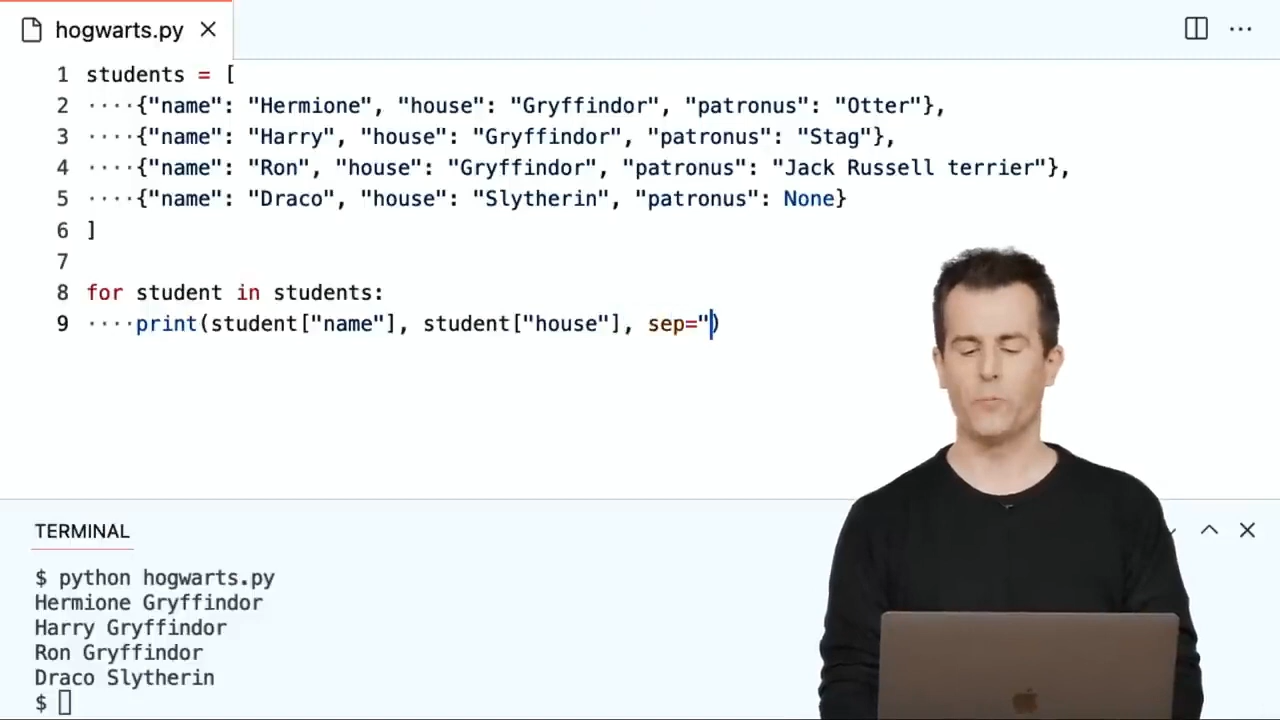 hogwarts.py
1 students = [
2 ····{"name": "Hermione", "house": "Gryffindor", "patronus": "Otter"},
3 ····{"name": "Harry", "house": "Gryffindor", "patronus": "Stag"},
4 ····{"name": "Ron", "house": "Gryffindor", "patronus": "Jack Russell terrier"},
5 ····{"name": "Draco", "house": "Slytherin", "patronus": None}
6 ]
7
8 for student in students:
9 ····print(student["name"], student["house"], sep=")
TERMINAL
$ python hogwarts.py
Hermione Gryffindor
Harry Gryffindor
Ron Gryffindor
Draco Slytherin
$